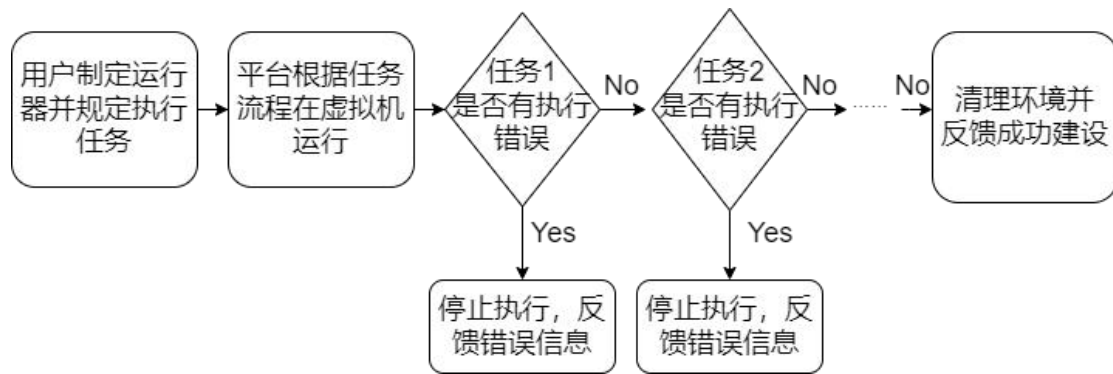 用户制定运行
器并规定执行
任务
平台根据任务
流程在虚拟机
运行
任务1
是否有执行
错误
No
任务2
是否有执行
错误
No
......
No
清理环境并
反馈成功建设
Yes
停止执行，反
馈错误信息
Yes
停止执行，反
馈错误信息